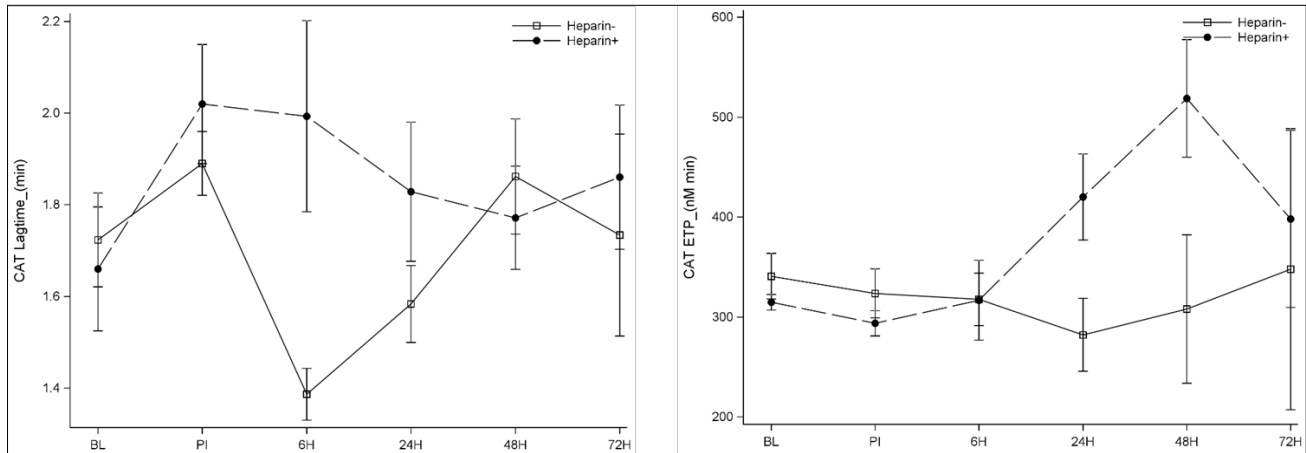 CAT Lagtime_(min)
2.2
2.0
1.8
1.6
1.4
Heparin-
Heparin+
BL PI 6H 24H 48H 72H
CAT ETP_(nM min)
600
500
400
300
200
Heparin-
Heparin+
BL PI 6H 24H 48H 72H